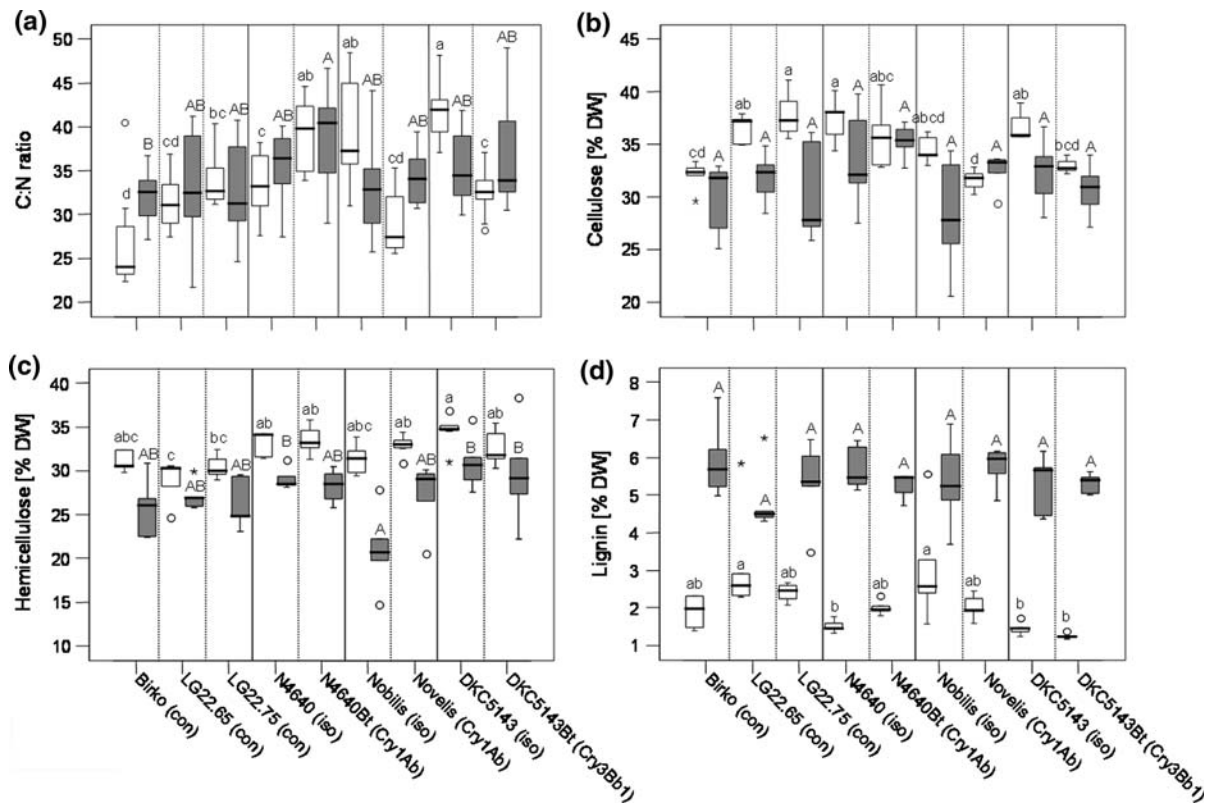 (a)
C:N ratio
50
45
40
35
30
25
20
d B cd AB bc AB c AB ab A ab AB cd AB a AB c AB
(b)
Cellulose [% DW]
45
40
35
30
25
20
cd A ab A a A a A abc A abcd A d A ab A bcd A
(c)
Hemicellulose [% DW]
40
35
30
25
20
15
10
abc AB c AB bc AB ab B ab B abc A ab AB a B ab B
Birko (con)
LG22.65 (con)
LG22.75 (con)
N4640 (iso)
N4640Bt (Cry1Ab)
Nobilis (iso)
Novelis (Cry1Ab)
DKC5143 (iso)
DKC5143Bt (Cry3Bb1)
(d)
Lignin [% DW]
8
7
6
5
4
3
2
1
ab A a A ab A b A ab A a A ab A b A b A
Birko (con)
LG22.65 (con)
LG22.75 (con)
N4640 (iso)
N4640Bt (Cry1Ab)
Nobilis (iso)
Novelis (Cry1Ab)
DKC5143 (iso)
DKC5143Bt (Cry3Bb1)